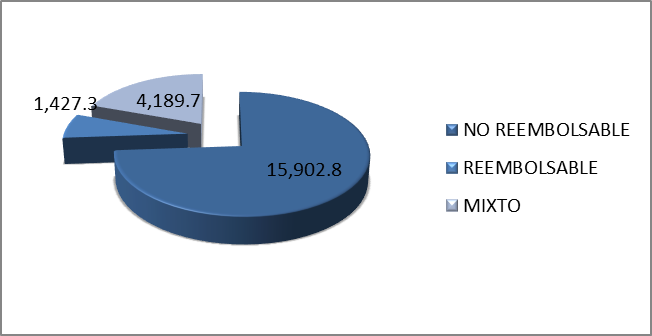 1,427.3
4,189.7
15,902.8
NO REEMBOLSABLE
REEMBOLSABLE
MIXTO